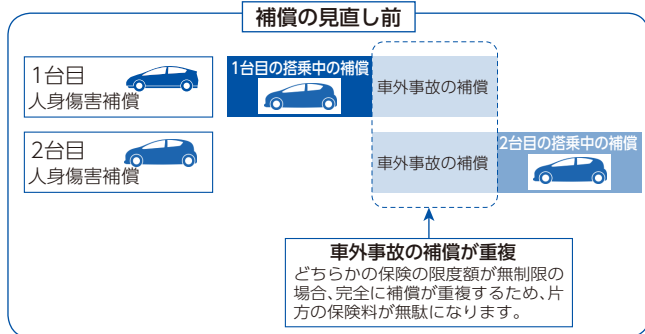 補償の見直し前
1台目
人身傷害補償
1台目の搭乗中の補償
車外事故の補償
2台目
人身傷害補償
車外事故の補償
2台目の搭乗中の補償
車外事故の補償が重複
どちらかの保険の限度額が無制限の
場合、完全に補償が重複するため、片
方の保険料が無駄になります。